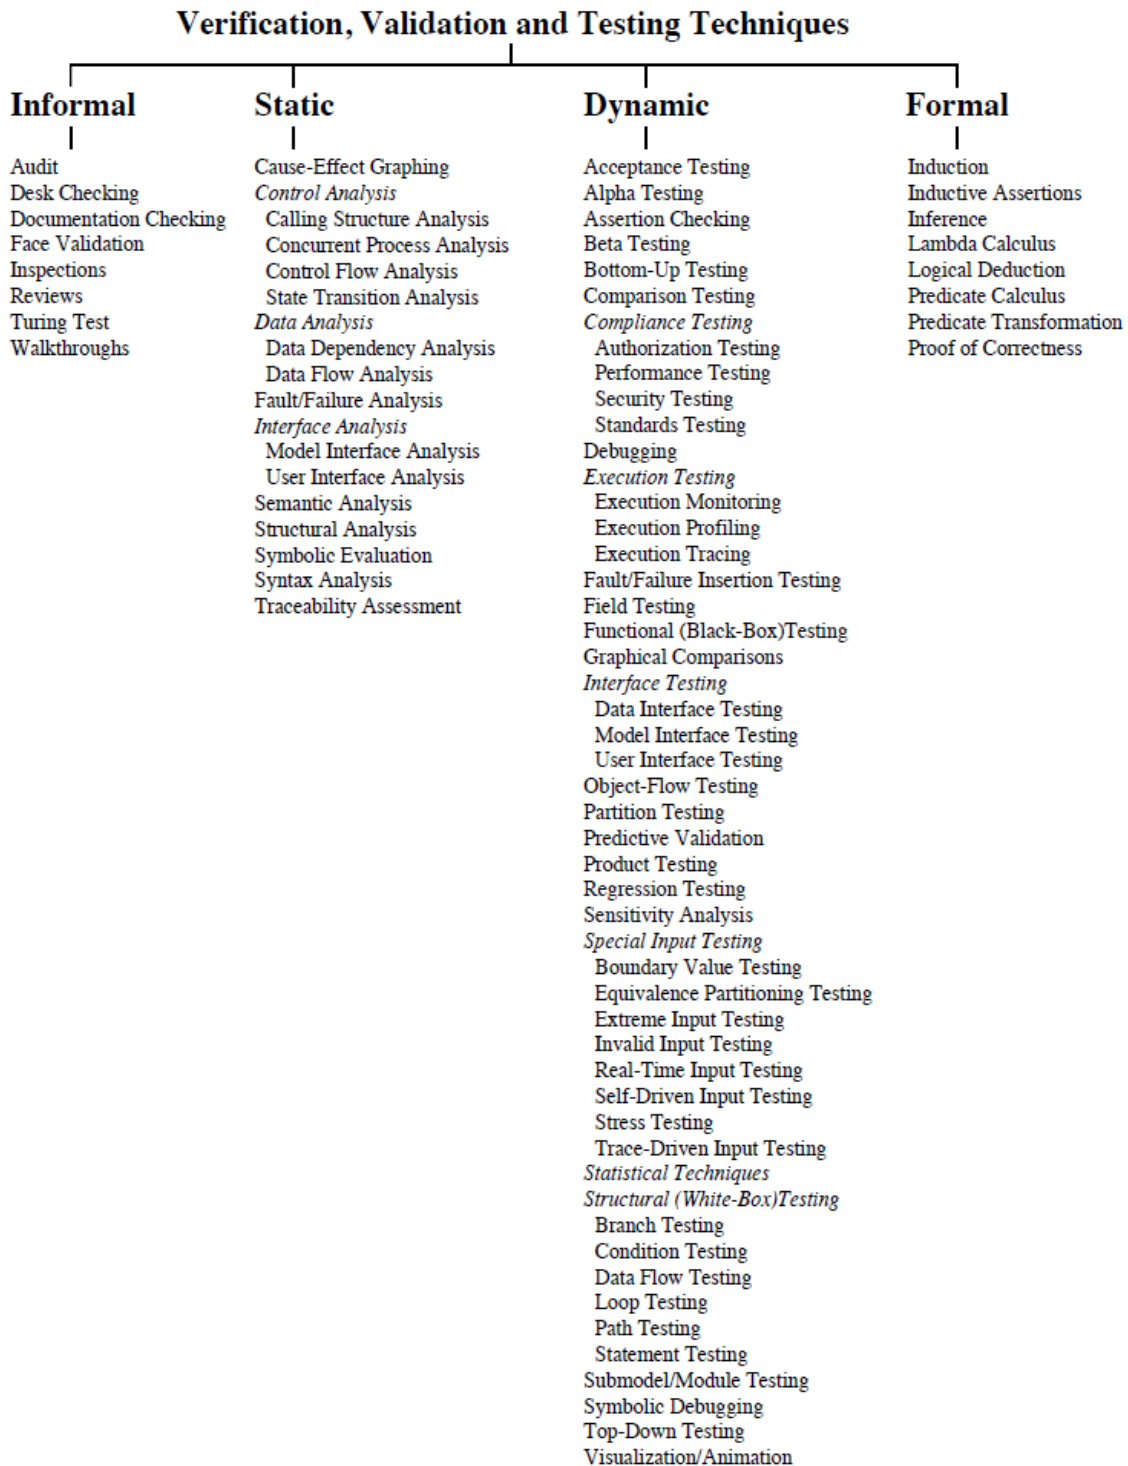 Verification, Validation and Testing Techniques
Informal
Audit
Desk Checking
Documentation Checking
Face Validation
Inspections
Reviews
Turing Test
Walkthroughs
Static
Cause-Effect Graphing
Control Analysis
Calling Structure Analysis
Concurrent Process Analysis
Control Flow Analysis
State Transition Analysis
Data Analysis
Data Dependency Analysis
Data Flow Analysis
Fault/Failure Analysis
Interface Analysis
Model Interface Analysis
User Interface Analysis
Semantic Analysis
Structural Analysis
Symbolic Evaluation
Syntax Analysis
Traceability Assessment
Dynamic
Acceptance Testing
Alpha Testing
Assertion Checking
Beta Testing
Bottom-Up Testing
Comparison Testing
Compliance Testing
Authorization Testing
Performance Testing
Security Testing
Standards Testing
Debugging
Execution Testing
Execution Monitoring
Execution Profiling
Execution Tracing
Fault/Failure Insertion Testing
Field Testing
Functional (Black-Box)Testing
Graphical Comparisons
Interface Testing
Data Interface Testing
Model Interface Testing
User Interface Testing
Object-Flow Testing
Partition Testing
Predictive Validation
Product Testing
Regression Testing
Sensitivity Analysis
Special Input Testing
Boundary Value Testing
Equivalence Partitioning Testing
Extreme Input Testing
Invalid Input Testing
Real-Time Input Testing
Self-Driven Input Testing
Stress Testing
Trace-Driven Input Testing
Statistical Techniques
Structural (White-Box)Testing
Branch Testing
Condition Testing
Data Flow Testing
Loop Testing
Path Testing
Statement Testing
Submodel/Module Testing
Symbolic Debugging
Top-Down Testing
Visualization/Animation
Formal
Induction
Inductive Assertions
Inference
Lambda Calculus
Logical Deduction
Predicate Calculus
Predicate Transformation
Proof of Correctness